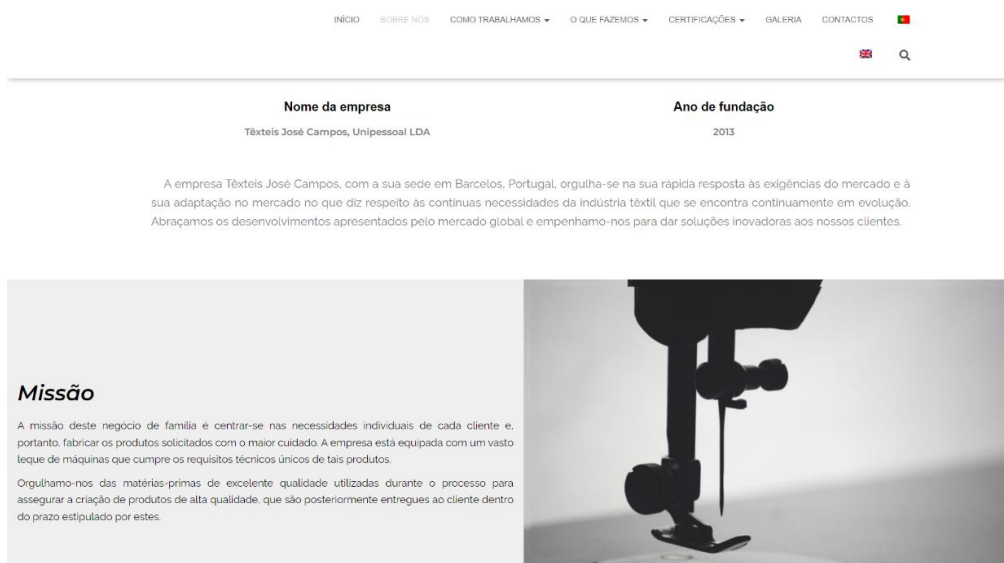 INÍCIO SOBRE NÓS COMO TRABALHAMOS O QUE FAZEMOS CERTIFICAÇÕES GALERIA CONTACTOS
Nome da empresa
Têxteis José Campos, Unipessoal LDA
Ano de fundação
2013
A empresa Têxteis José Campos, com a sua sede em Barcelos, Portugal, orgulha-se na sua rápida resposta às exigências do mercado e à
sua adaptação no mercado no que diz respeito às contínuas necessidades da indústria têxtil que se encontra continuamente em evolução.
Abraçamos os desenvolvimentos apresentados pelo mercado global e empenhamo-nos para dar soluções inovadoras aos nossos clientes.
Missão
A missão deste negócio de família é centrar-se nas necessidades individuais de cada cliente e,
portanto, fabricar os produtos solicitados com o maior cuidado. A empresa está equipada com um vasto
leque de máquinas que cumpre os requisitos técnicos únicos de tais produtos.
Orgulhamo-nos das matérias-primas de excelente qualidade utilizadas durante o processo para
assegurar a criação de produtos de alta qualidade, que são posteriormente entregues ao cliente dentro
do prazo estipulado por estes.